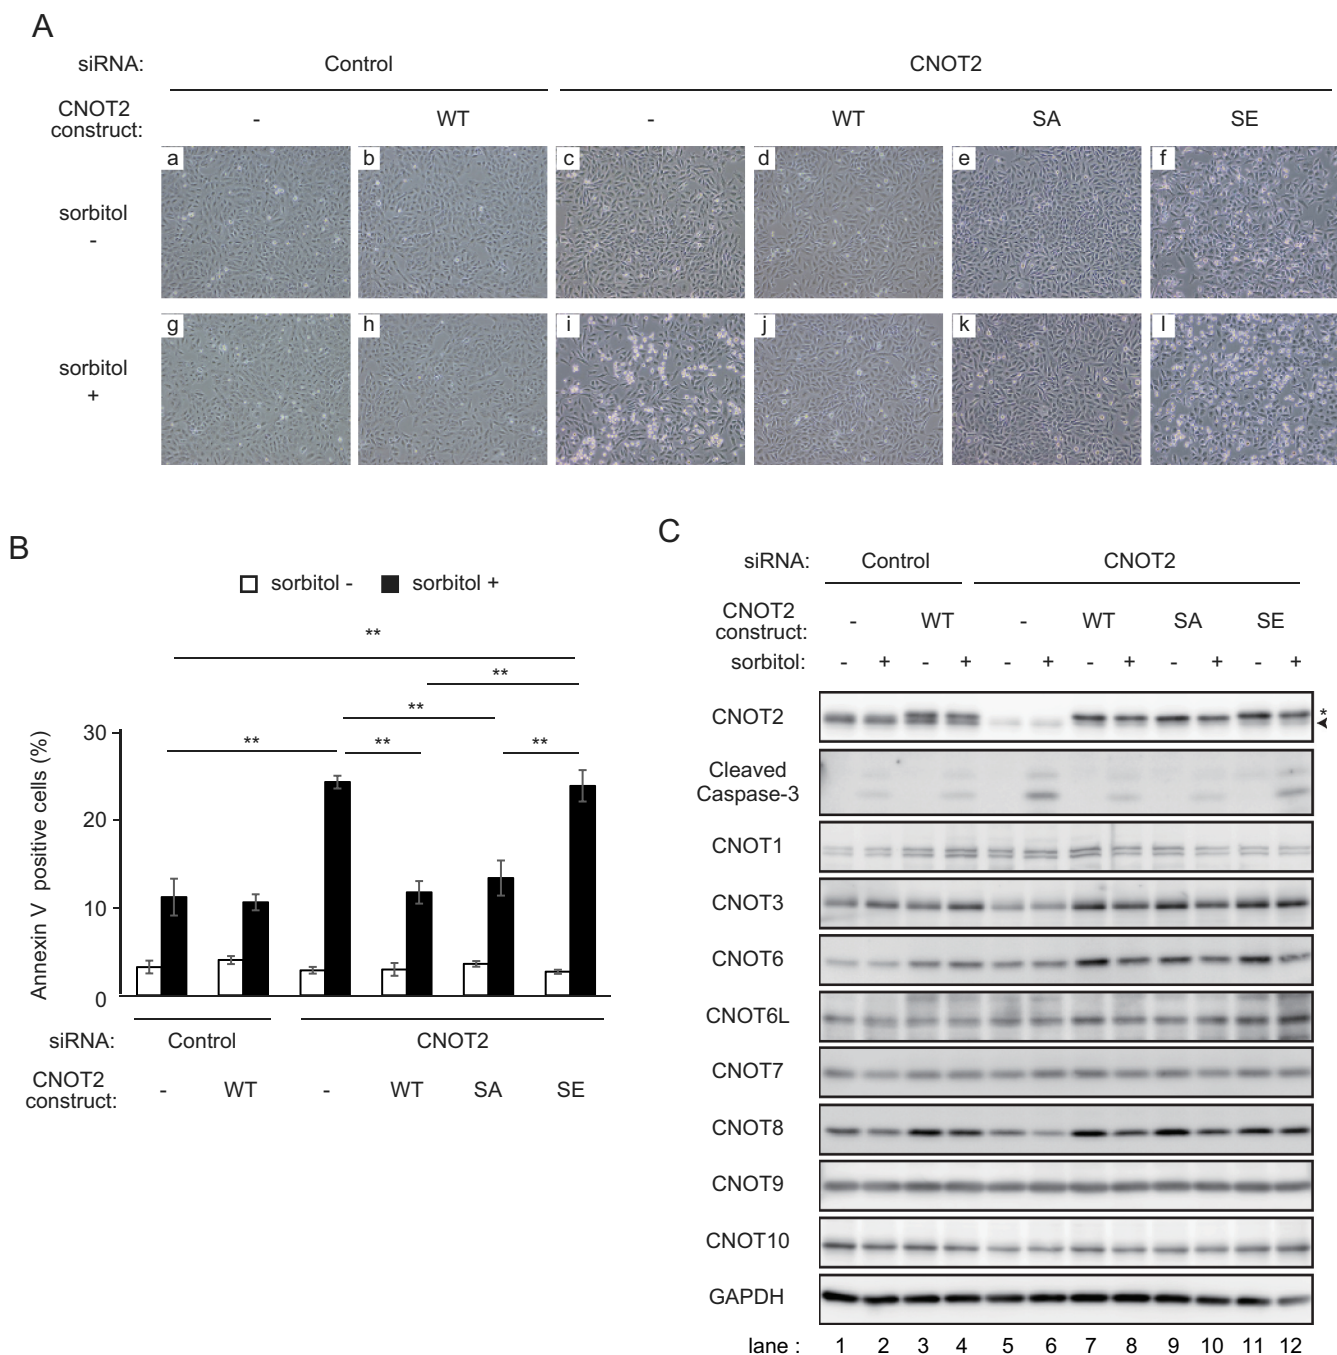 A
siRNA: Control CNOT2
CNOT2 construct: - WT - WT SA SE
a b c d e f
sorbitol -
g h i j k l
sorbitol +
B
sorbitol - sorbitol +
**
**
**
** ** **
Annexin V positive cells (%)
30
20
10
0
siRNA: Control CNOT2
CNOT2 construct: - WT - WT SA SE
C
siRNA: Control CNOT2
CNOT2 construct: - WT - WT SA SE
sorbitol: - + - + - + - + - + - +
CNOT2 *
Cleaved
Caspase-3
CNOT1
CNOT3
CNOT6
CNOT6L
CNOT7
CNOT8
CNOT9
CNOT10
GAPDH
lane : 1 2 3 4 5 6 7 8 9 10 11 12